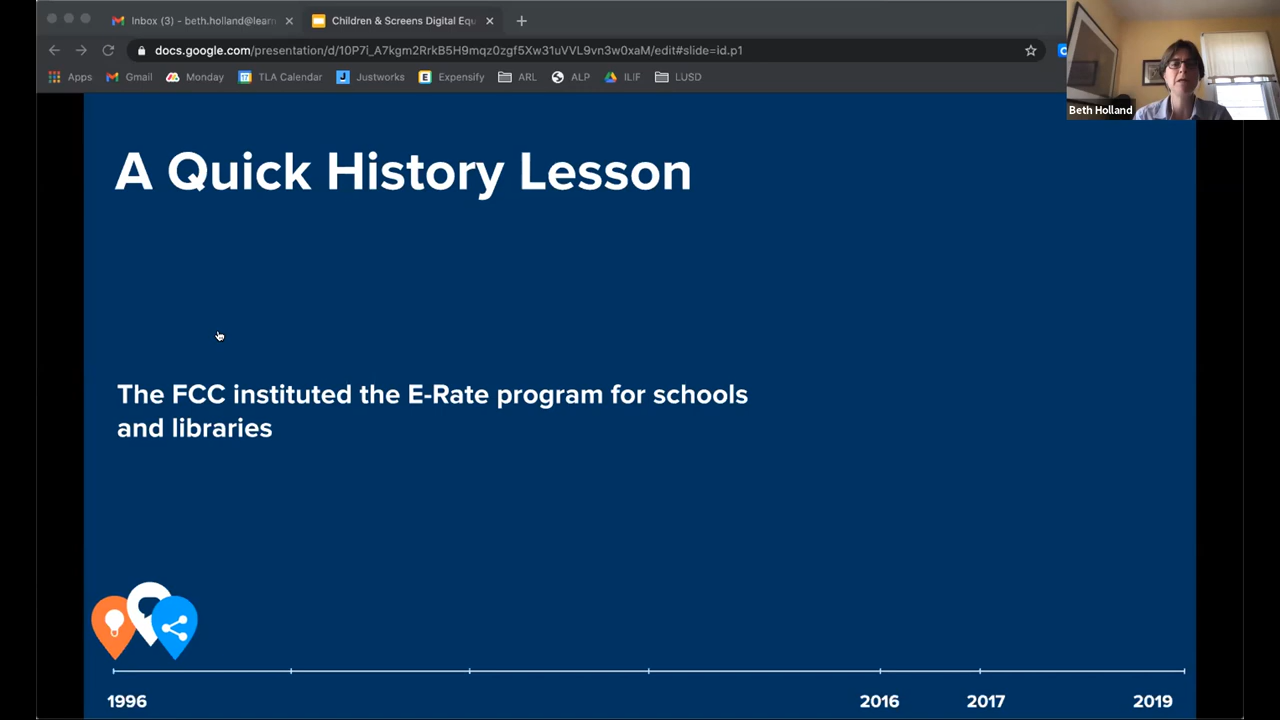 Inbox (3) - beth.holland@learn
Children & Screens Digital Equ
docs.google.com/presentation/d/10P7i_A7kgm2RrkB5H9mqz0zgf5Xw31uVVL9vn3w0xaM/edit#slide=id.p1
Apps Gmail Monday 17 TLA Calendar Justworks Expensify ARL ALP ILIF LUSD
Beth Holland
A Quick History Lesson
The FCC instituted the E-Rate program for schools
and libraries
1996 2016 2017 2019